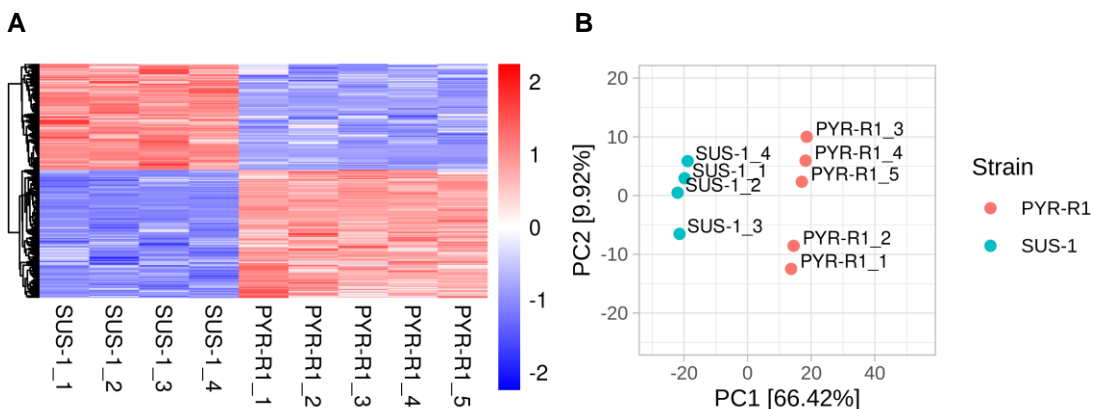 A
2
1
0
-1
-2
SUS-1_1
SUS-1_2
SUS-1_3
SUS-1_4
PYR-R1_1
PYR-R1_2
PYR-R1_3
PYR-R1_4
PYR-R1_5
B
PC2 [9.92%]
20
10
0
-10
-20
PYR-R1_3
PYR-R1_4
PYR-R1_5
SUS-1_4
SUS-1_1
SUS-1_2
SUS-1_3
PYR-R1_2
PYR-R1_1
-20
0
20
40
PC1 [66.42%]
Strain
PYR-R1
SUS-1